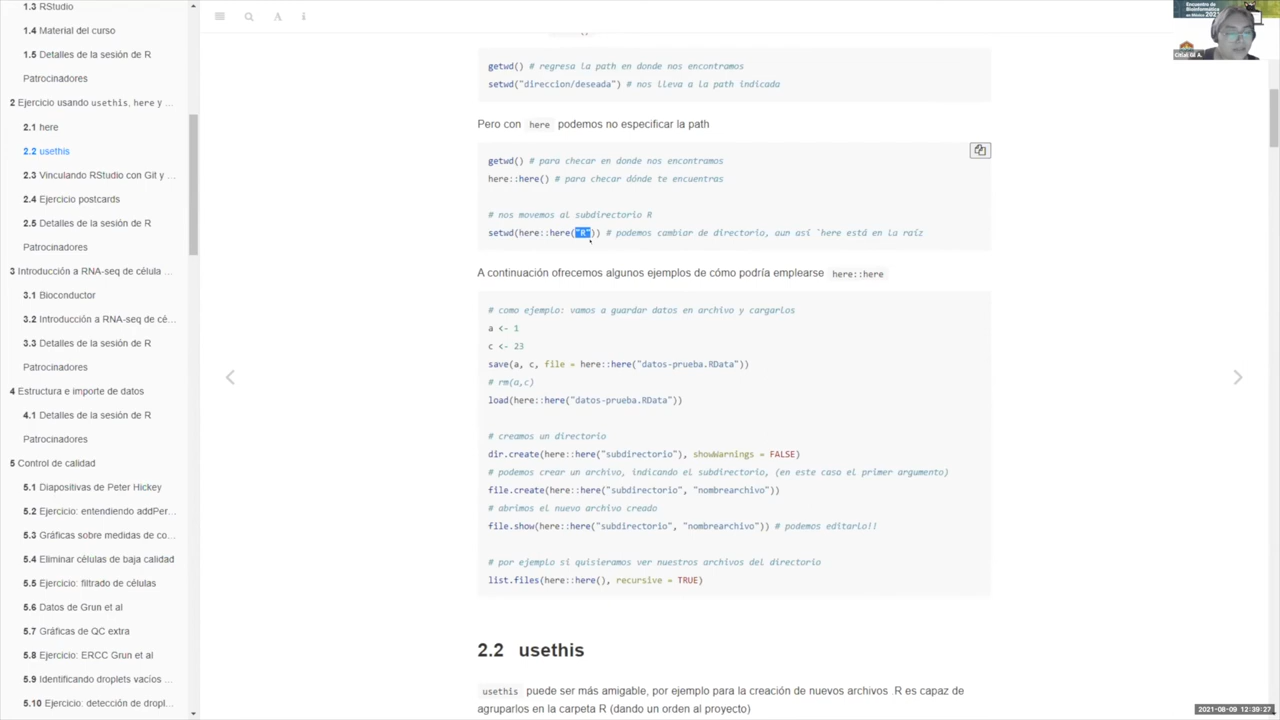 1.3 RStudio
1.4 Material del curso
1.5 Detalles de la sesión de R
Patrocinadores
2 Ejercicio usando usethis, here y ...
2.1 here
2.2 usethis
2.3 Vinculando RStudio con Git y ...
2.4 Ejercicio postcards
2.5 Detalles de la sesión de R
Patrocinadores
3 Introducción a RNA-seq de célula ...
3.1 Bioconductor
3.2 Introducción a RNA-seq de cé...
3.3 Detalles de la sesión de R
Patrocinadores
4 Estructura e importe de datos
4.1 Detalles de la sesión de R
Patrocinadores
5 Control de calidad
5.1 Diapositivas de Peter Hickey
5.2 Ejercicio: entendiendo addPer...
5.3 Gráficas sobre medidas de co...
5.4 Eliminar células de baja calidad
5.5 Ejercicio: filtrado de células
5.6 Datos de Grun et al
5.7 Gráficas de QC extra
5.8 Ejercicio: ERCC Grun et al
5.9 Identificando droplets vacíos ...
5.10 Ejercicio: detección de dropl...
getwd() # regresa la path en donde nos encontramos
setwd("direccion/deseada") # nos lleva a la path indicada
Pero con here podemos no especificar la path
getwd() # para checar en donde nos encontramos
here::here() # para checar dónde te encuentras
# nos movemos al subdirectorio R
setwd(here::here("R")) # podemos cambiar de directorio, aun así `here está en la raíz
A continuación ofrecemos algunos ejemplos de cómo podría emplearse here::here
# como ejemplo: vamos a guardar datos en archivo y cargarlos
a <- 1
c <- 23
save(a, c, file = here::here("datos-prueba.RData"))
# rm(a,c)
load(here::here("datos-prueba.RData"))
# creamos un directorio
dir.create(here::here("subdirectorio"), showWarnings = FALSE)
# podemos crear un archivo, indicando el subdirectorio, (en este caso el primer argumento)
file.create(here::here("subdirectorio", "nombrearchivo"))
# abrimos el nuevo archivo creado
file.show(here::here("subdirectorio", "nombrearchivo")) # podemos editarlo!!
# por ejemplo si quisieramos ver nuestros archivos del directorio
list.files(here::here(), recursive = TRUE)
2.2 usethis
usethis puede ser más amigable, por ejemplo para la creación de nuevos archivos .R es capaz de
agruparlos en la carpeta R (dando un orden al proyecto)
Encuentro de
Bioinformática
en México 2021
Citlali Gil A.
2021-08-09 12:39:27